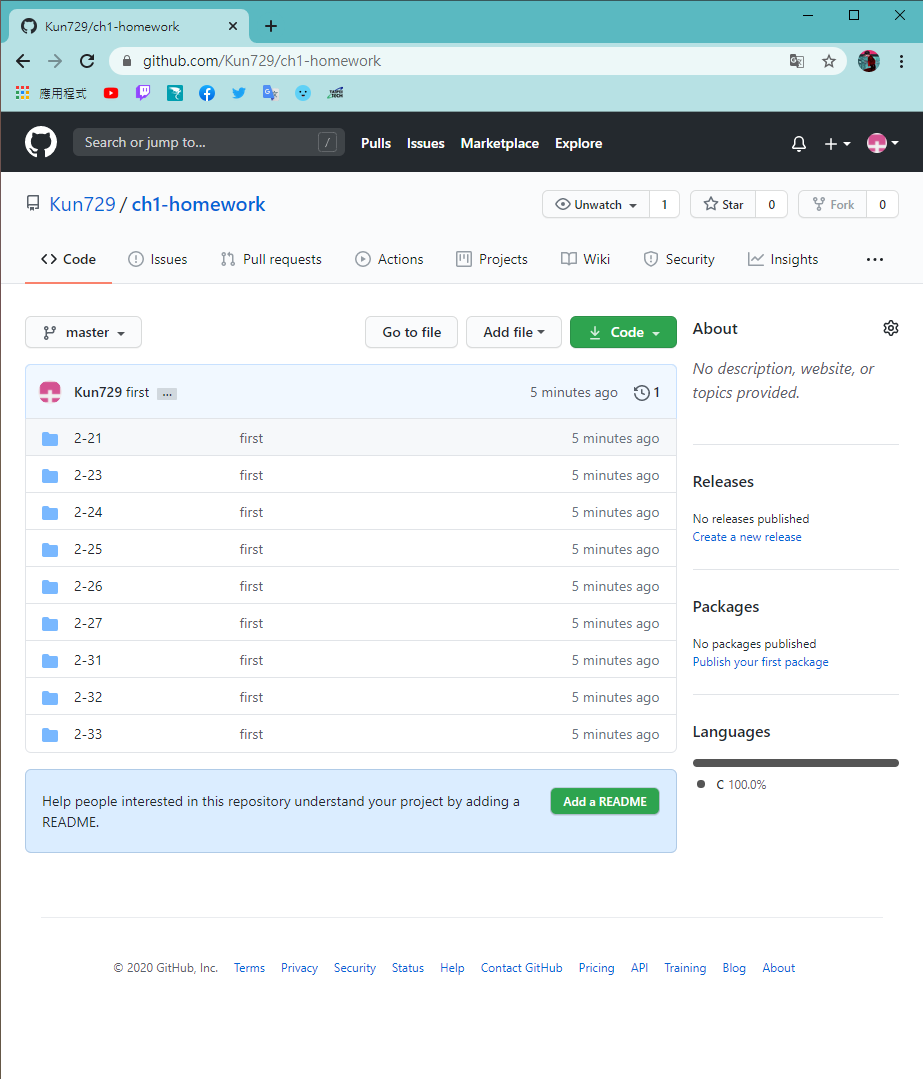 Kun729/ch1-homework
github.com/Kun729/ch1-homework
應用程式
Search or jump to... /
Pulls Issues Marketplace Explore
Kun729 / ch1-homework
Unwatch 1 Star 0 Fork 0
Code Issues Pull requests Actions Projects Wiki Security Insights ...
master Go to file Add file Code
Kun729 first ... 5 minutes ago 1
2-21 first 5 minutes ago
2-23 first 5 minutes ago
2-24 first 5 minutes ago
2-25 first 5 minutes ago
2-26 first 5 minutes ago
2-27 first 5 minutes ago
2-31 first 5 minutes ago
2-32 first 5 minutes ago
2-33 first 5 minutes ago
Help people interested in this repository understand your project by adding a
README.
Add a README
About
No description, website, or
topics provided.
Releases
No releases published
Create a new release
Packages
No packages published
Publish your first package
Languages
C 100.0%
© 2020 GitHub, Inc. Terms Privacy Security Status Help Contact GitHub Pricing API Training Blog About